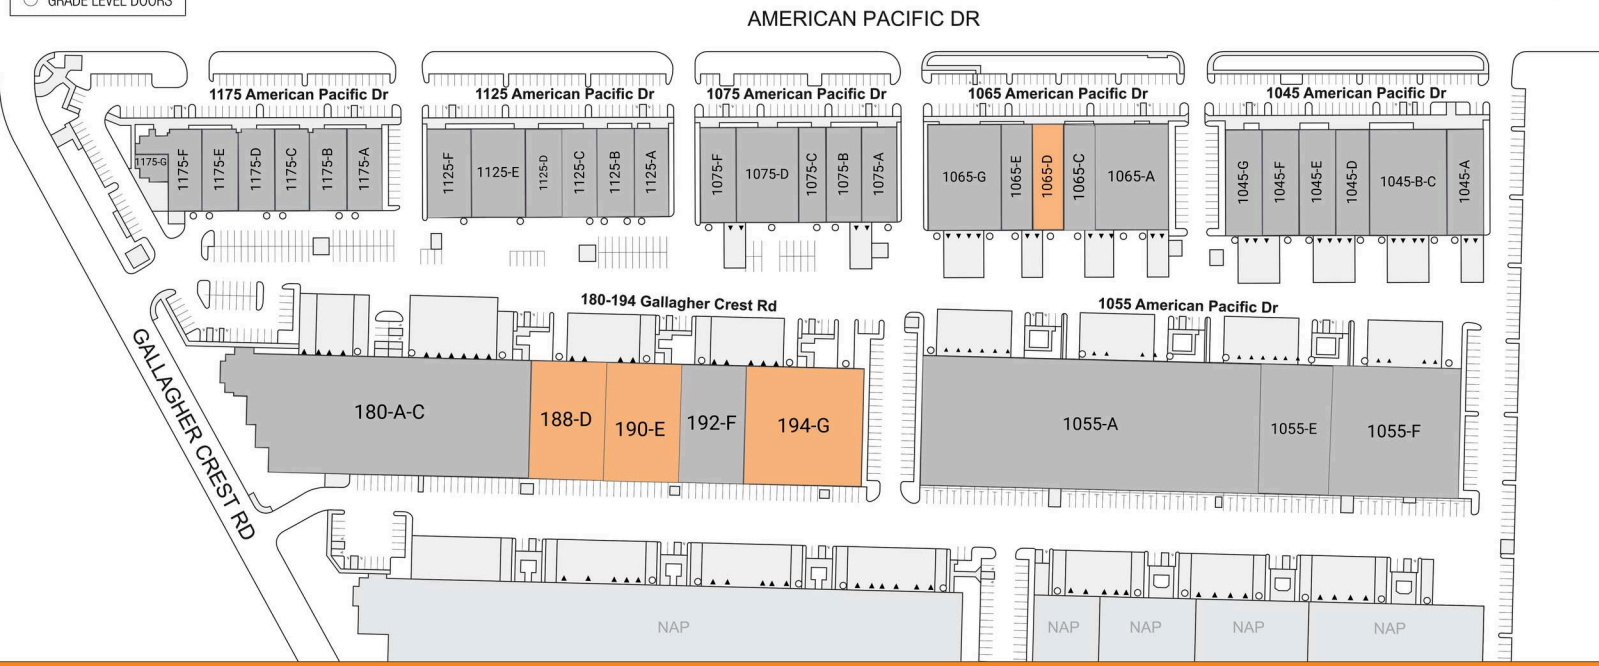 GRADE LEVEL DOORS
AMERICAN PACIFIC DR
1175 American Pacific Dr
1125 American Pacific Dr
1075 American Pacific Dr
1065 American Pacific Dr
1045 American Pacific Dr
1175-G
1175-F
1175-E
1175-D
1175-C
1175-B
1175-A
1125-F
1125-E
1125-D
1125-C
1125-B
1125-A
1075-F
1075-D
1075-C
1075-B
1075-A
1065-G
1065-E
1065-D
1065-C
1065-A
1045-G
1045-F
1045-E
1045-D
1045-B-C
1045-A
180-194 Gallagher Crest Rd
1055 American Pacific Dr
GALLAGHER CREST RD
180-A-C
188-D
190-E
192-F
194-G
1055-A
1055-E
1055-F
NAP
NAP
NAP
NAP
NAP